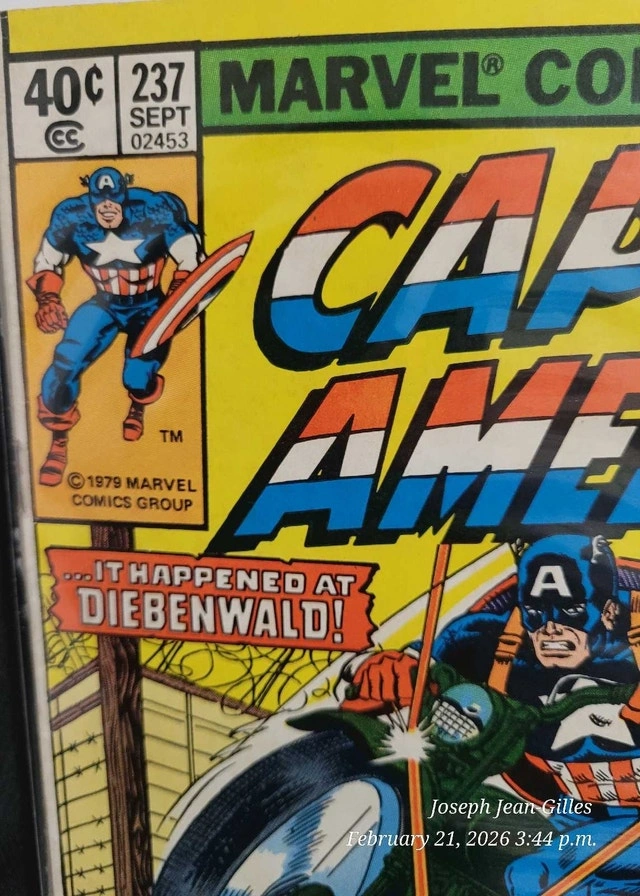 40¢
CC
237
SEPT
02453
MARVEL® CO
CAP
AME
A
TM
©1979 MARVEL
COMICS GROUP
...IT HAPPENED AT
DIEBENWALD!
A
Joseph Jean-Gilles
February 21, 2026 3:44 p.m.